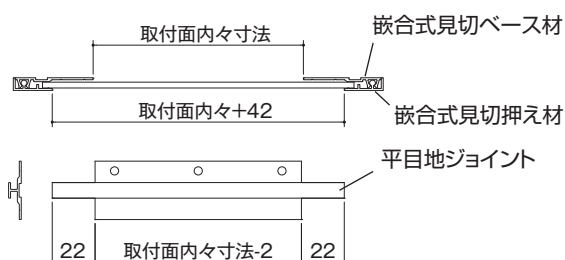 取付面内々寸法
嵌合式見切ベース材
取付面内々+42
嵌合式見切押え材
平目地ジョイント
22
取付面内々寸法-2
22